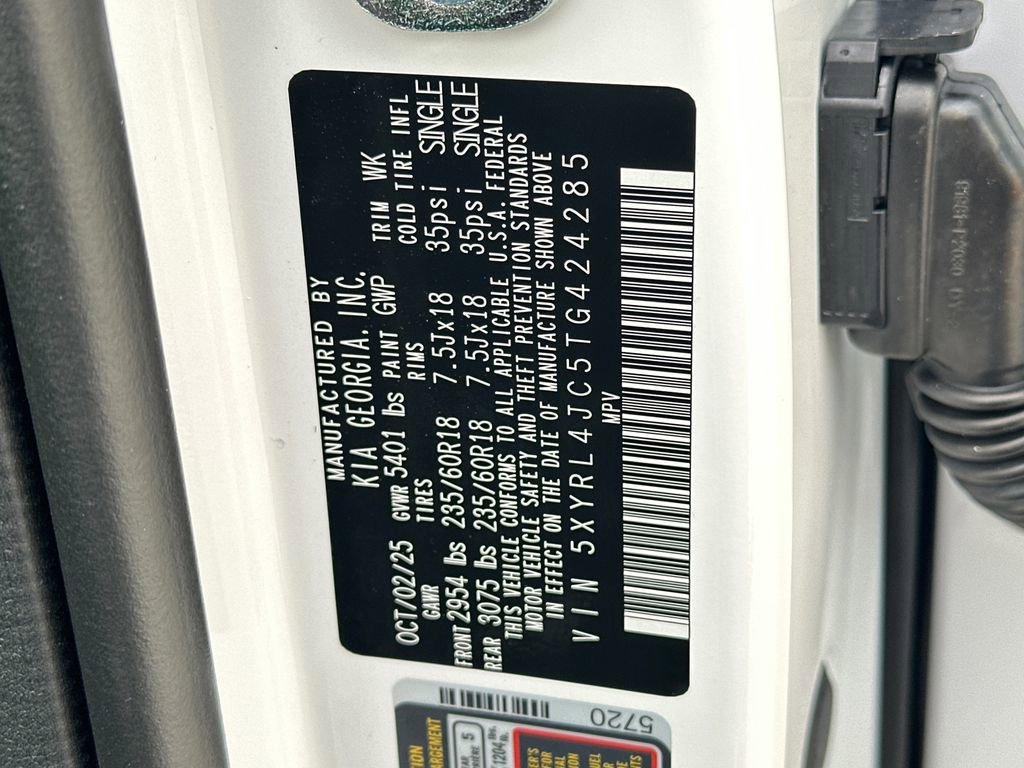 MANUFACTURED BY
KIA GEORGIA, INC.
OCT/02/25 GVWR 5401 lbs PAINT GWP TRIM WK
GAWR TIRES RIMS COLD TIRE INFL
FRONT 2954 lbs 235/60R18 7.5Jx18 35psi SINGLE
REAR 3075 lbs 235/60R18 7.5Jx18 35psi SINGLE
THIS VEHICLE CONFORMS TO ALL APPLICABLE U.S.A. FEDERAL
MOTOR VEHICLE SAFETY AND THEFT PREVENTION STANDARDS
IN EFFECT ON THE DATE OF MANUFACTURE SHOWN ABOVE
VIN 5XYRL4JC5TG424285
MPV
5720